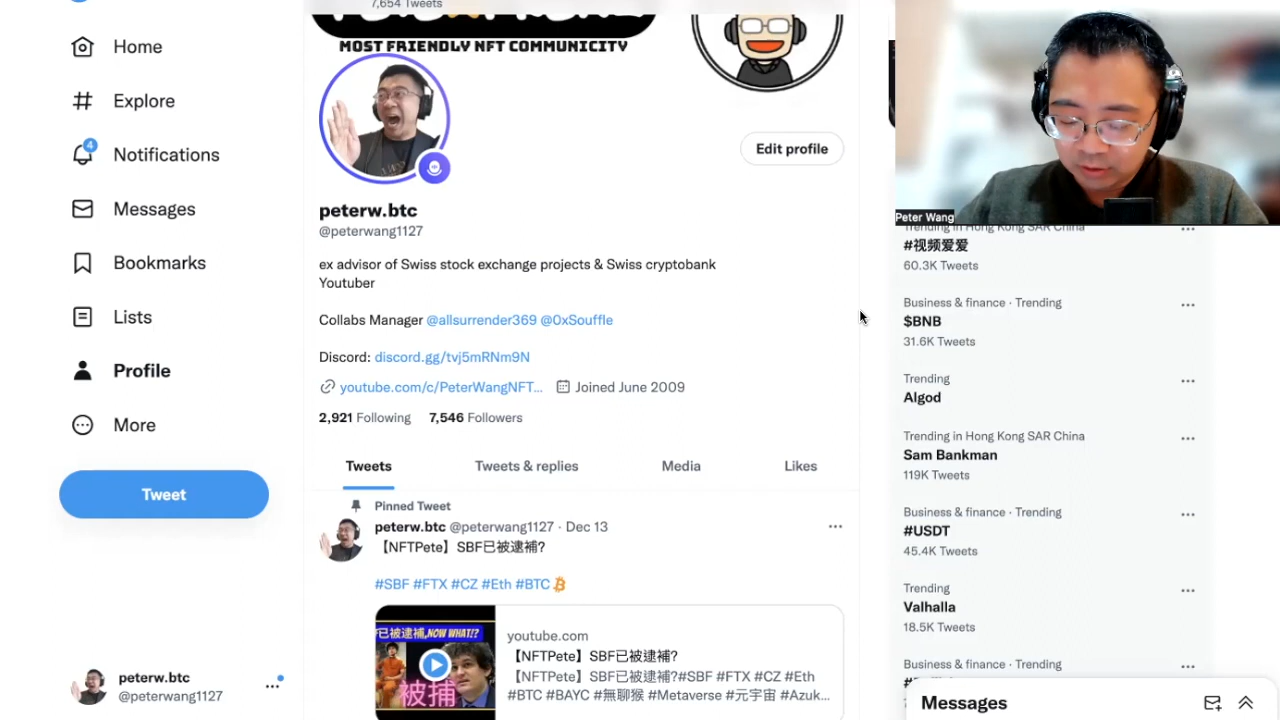 7,654 Tweets
MOST FRIENDLY NFT COMMUNICITY
Home
Explore
4
Notifications
Messages
Bookmarks
Lists
Profile
More
Tweet
peterw.btc
@peterwang1127
Edit profile
peterw.btc
@peterwang1127
ex advisor of Swiss stock exchange projects & Swiss cryptobank
Youtuber
Collabs Manager @allsurrender369 @0xSouffle
Discord: discord.gg/tvj5mRNm9N
youtube.com/c/PeterWangNFT... Joined June 2009
2,921 Following 7,546 Followers
Tweets Tweets & replies Media Likes
Pinned Tweet
peterw.btc @peterwang1127 · Dec 13
【NFTPete】SBF已被逮補?
#SBF #FTX #CZ #Eth #BTC
已被逮補,NOW WHAT!?
被捕
youtube.com
【NFTPete】SBF已被逮補?
【NFTPete】SBF已被逮補?#SBF #FTX #CZ #Eth
#BTC #BAYC #無聊猴 #Metaverse #元宇宙 #Azuk...
Peter Wang
Trending in Hong Kong SAR China
#视频爱爱
60.3K Tweets
Business & finance · Trending
$BNB
31.6K Tweets
Trending
Algod
Trending in Hong Kong SAR China
Sam Bankman
119K Tweets
Business & finance · Trending
#USDT
45.4K Tweets
Trending
Valhalla
18.5K Tweets
Business & finance · Trending
Messages